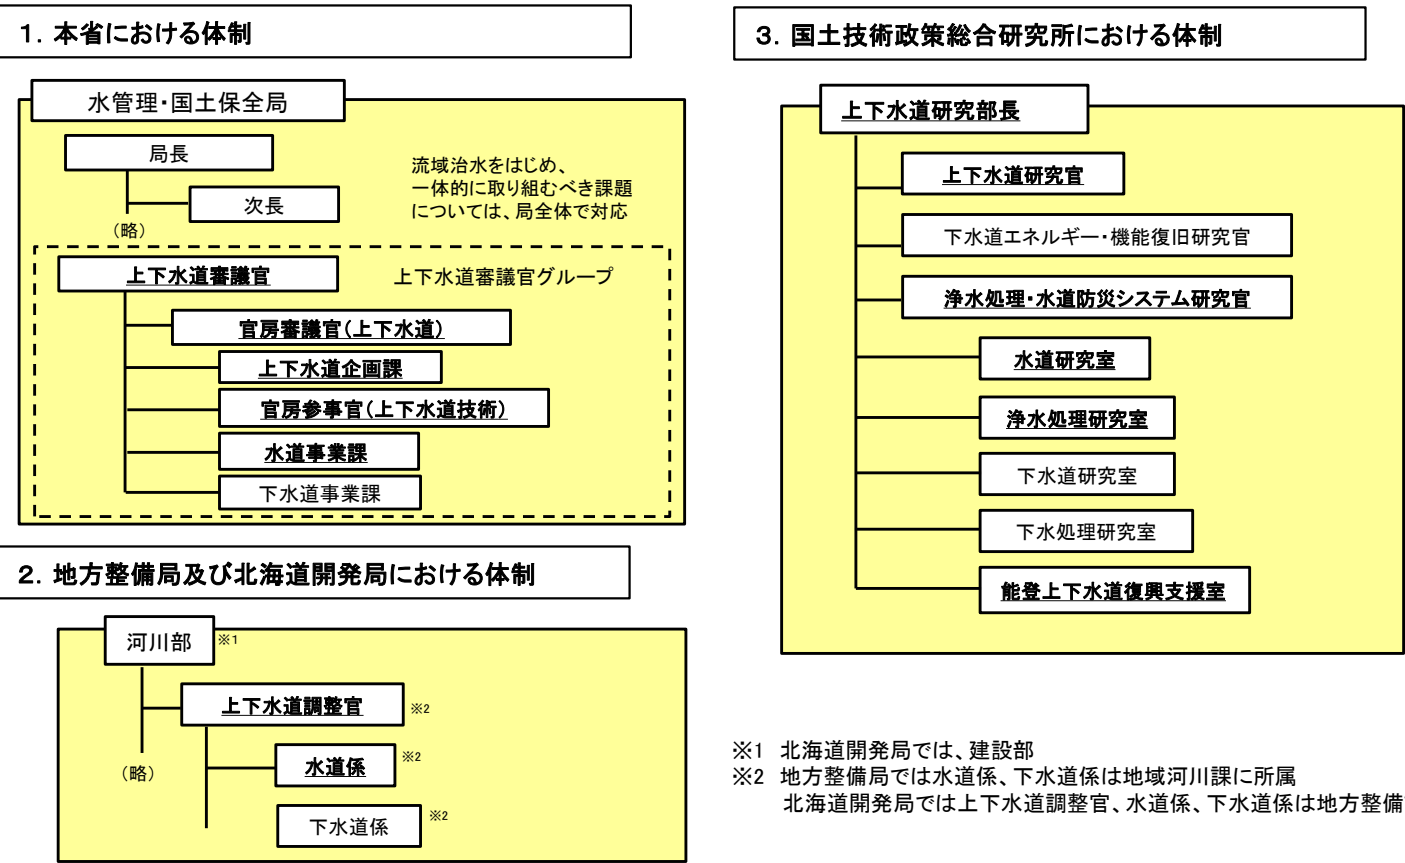 １．本省における体制
水管理・国土保全局
局長
次長
（略）
流域治水をはじめ、
一体的に取り組むべき課題
については、局全体で対応
上下水道審議官
上下水道審議官グループ
官房審議官（上下水道）
上下水道企画課
官房参事官（上下水道技術）
水道事業課
下水道事業課
２．地方整備局及び北海道開発局における体制
河川部 ※1
上下水道調整官 ※2
（略）
水道係 ※2
下水道係 ※2
３．国土技術政策総合研究所における体制
上下水道研究部長
上下水道研究官
下水道エネルギー・機能復旧研究官
浄水処理・水道防災システム研究官
水道研究室
浄水処理研究室
下水道研究室
下水処理研究室
能登上下水道復興支援室
※1 北海道開発局では、建設部
※2 地方整備局では水道係、下水道係は地域河川課に所属
北海道開発局では上下水道調整官、水道係、下水道係は地方整備